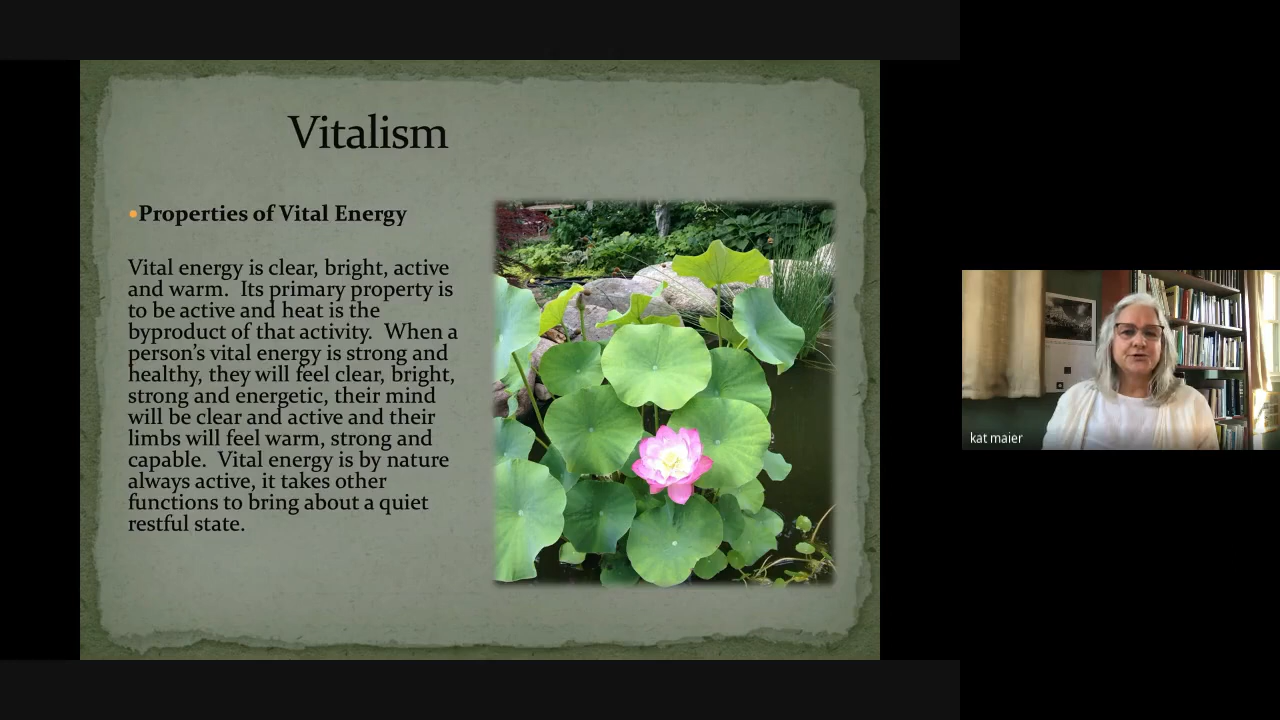 Vitalism
•Properties of Vital Energy
Vital energy is clear, bright, active
and warm.  Its primary property is
to be active and heat is the
byproduct of that activity.  When a
person's vital energy is strong and
healthy, they will feel clear, bright,
strong and energetic, their mind
will be clear and active and their
limbs will feel warm, strong and
capable.  Vital energy is by nature
always active, it takes other
functions to bring about a quiet
restful state.
kat maier